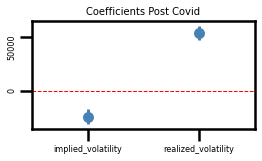 Coefficients Post Covid
50000
0
implied_volatility
realized_volatility